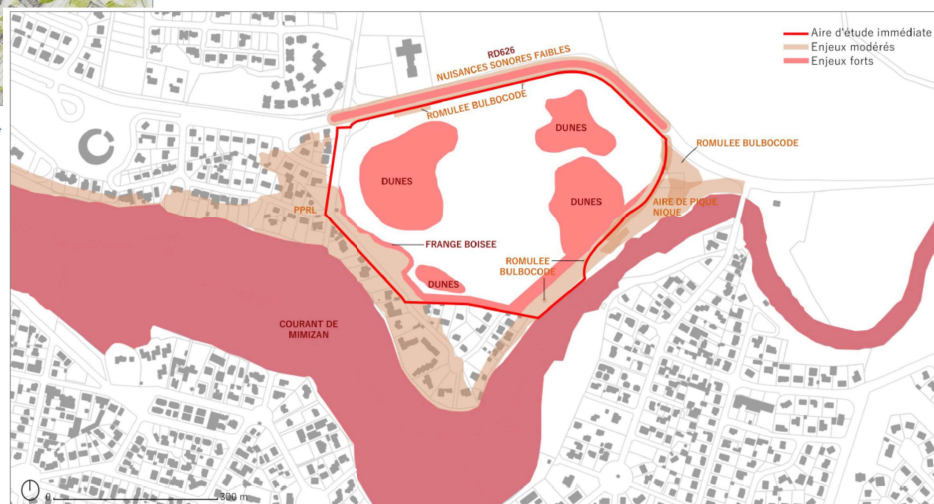 Aire d'étude immédiate
Enjeux modérés
Enjeux forts
RD626
NUISANCES SONORES FAIBLES
ROMULEE BULBOCODE
DUNES
ROMULEE BULBOCODE
DUNES
DUNES
AIRE DE PIQUE
NIQUE
PPRL
FRANGE BOISEE
ROMULEE
BULBOCODE
DUNES
COURANT DE
MIMIZAN
0
300 m